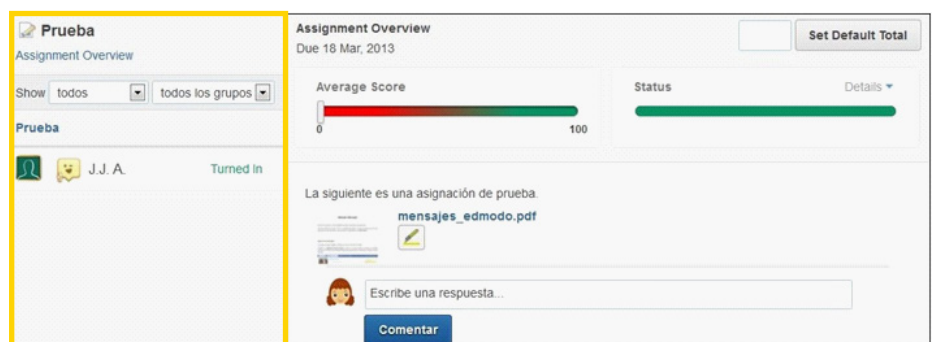 Prueba
Assignment Overview
Show todos todos los grupos
Prueba
J.J. A. Turned In
Assignment Overview
Due 18 Mar, 2013
Set Default Total
Average Score
0 100
Status Details
La siguiente es una asignación de prueba.
mensajes_edmodo.pdf
Escribe una respuesta...
Comentar